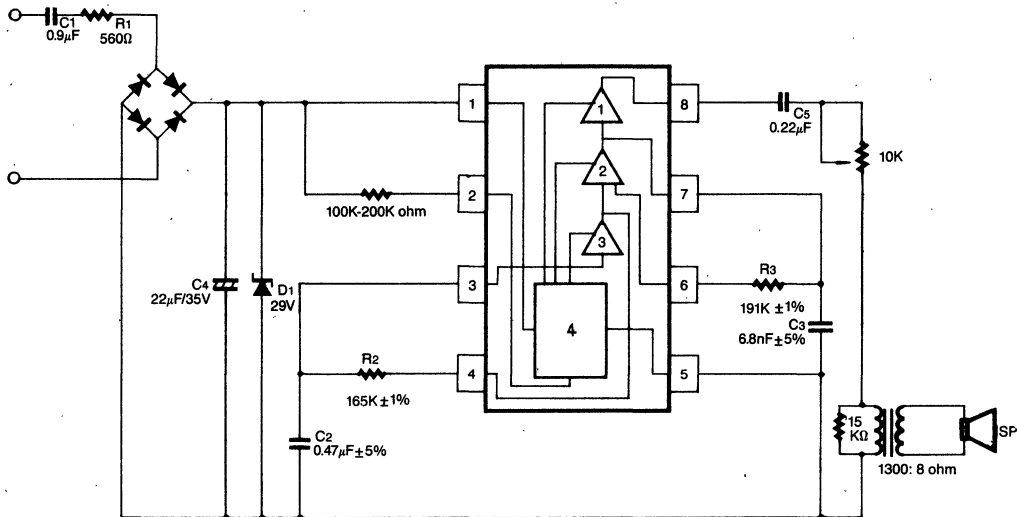 C1
0.9μF
R1
560Ω
1
2
3
4
8
7
6
5
1
2
3
4
100K-200K ohm
C4
22μF/35V
D1
29V
R2
165K ±1%
C2
0.47μF±5%
C5
0.22μF
10K
R3
191K ±1%
C3
6.8nF±5%
15
KΩ
1300: 8 ohm
SP